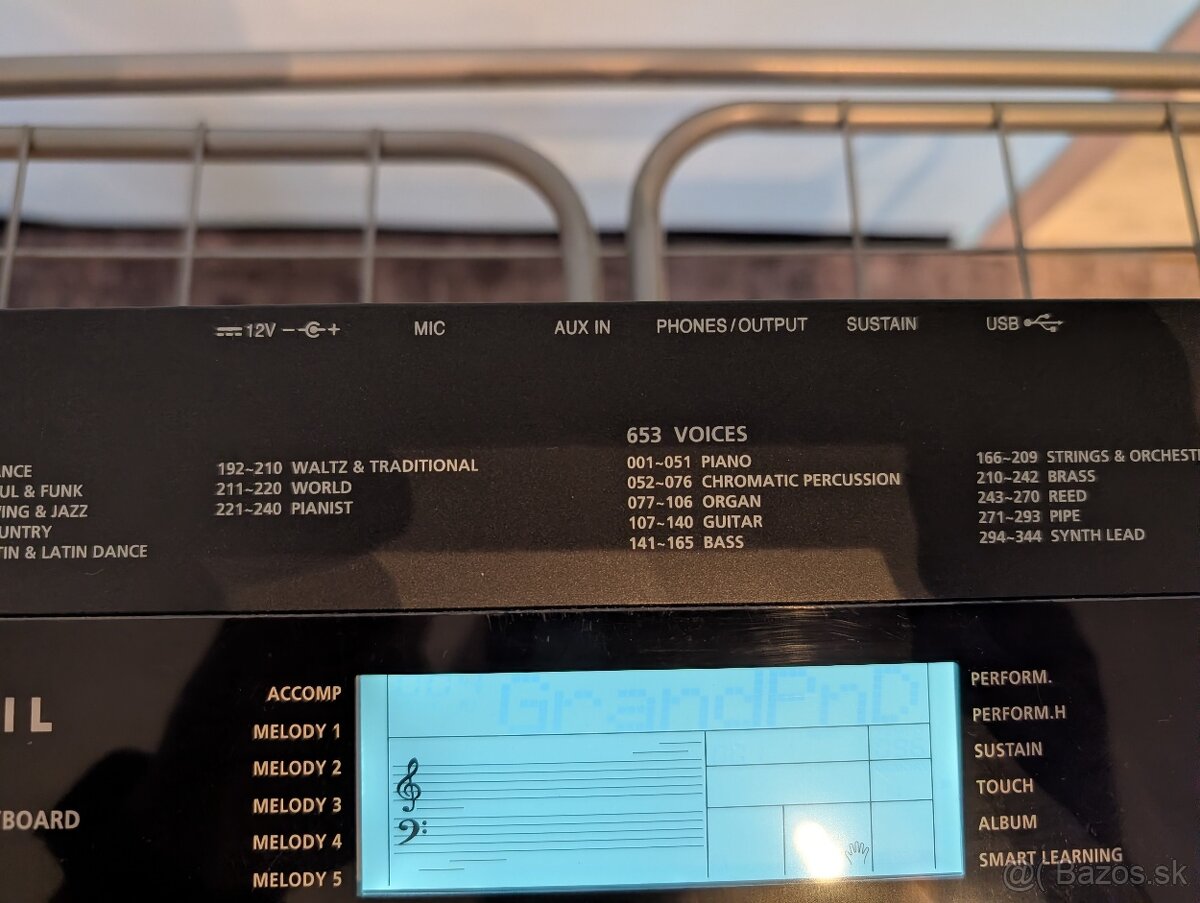 12V
MIC
AUX IN
PHONES/OUTPUT
SUSTAIN
USB
ANCE
UL & FUNK
ING & JAZZ
UNTRY
TIN & LATIN DANCE
192~210 WALTZ & TRADITIONAL
211~220 WORLD
221~240 PIANIST
653 VOICES
001~051 PIANO
052~076 CHROMATIC PERCUSSION
077~106 ORGAN
107~140 GUITAR
141~165 BASS
166~209 STRINGS & ORCHEST
210~242 BRASS
243~270 REED
271~293 PIPE
294~344 SYNTH LEAD
IL
YBOARD
ACCOMP
MELODY 1
MELODY 2
MELODY 3
MELODY 4
MELODY 5
GrandPnO
PERFORM.
PERFORM.H
SUSTAIN
TOUCH
ALBUM
SMART LEARNING
@( Bazos.sk